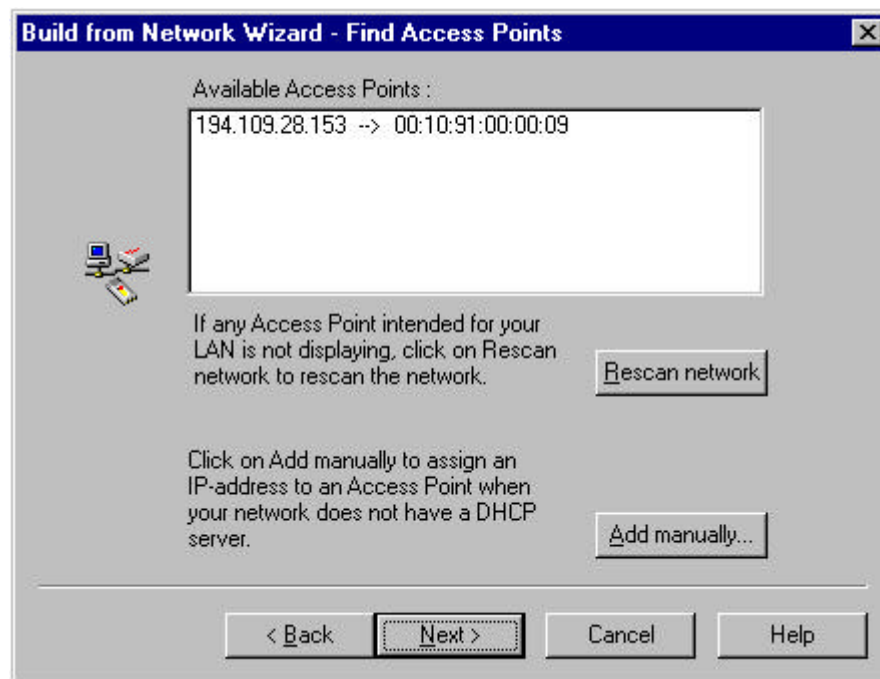 Build from Network Wizard - Find Access Points
Available Access Points :
194.109.28.153 --> 00:10:91:00:00:09
If any Access Point intended for your
LAN is not displaying, click on Rescan
network to rescan the network.
Rescan network
Click on Add manually to assign an
IP-address to an Access Point when
your network does not have a DHCP
server.
Add manually...
< Back
Next >
Cancel
Help